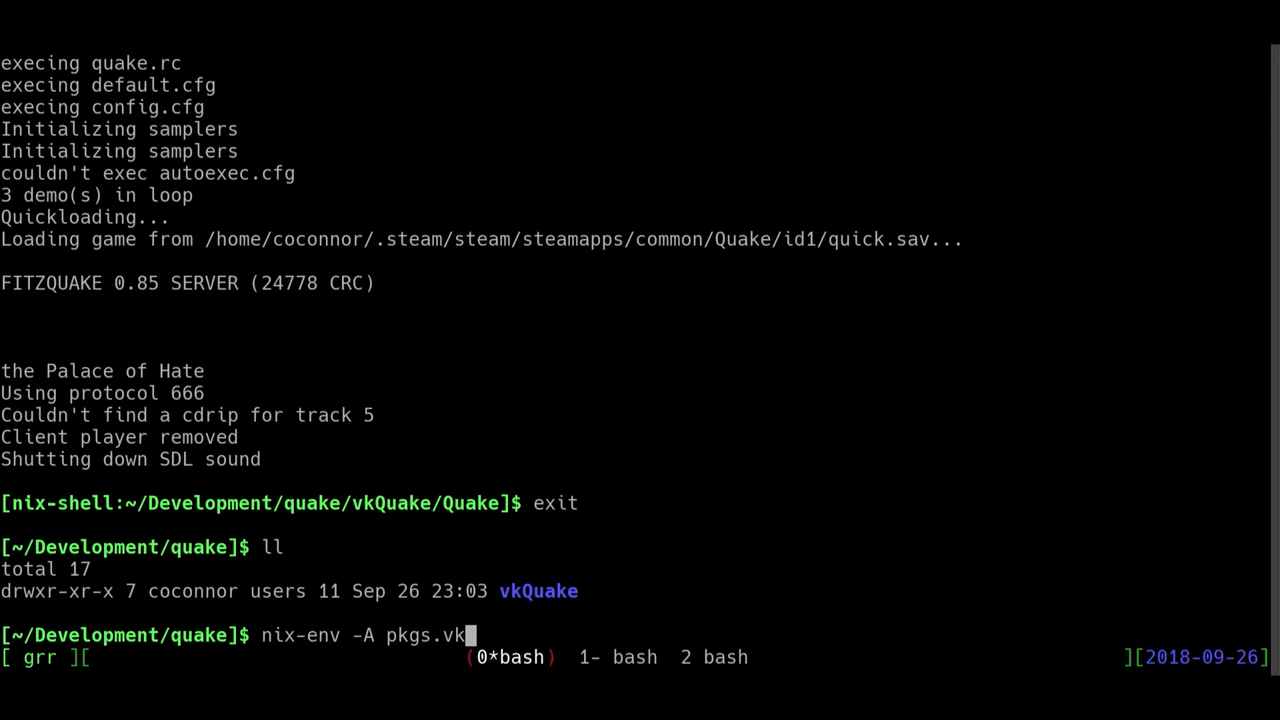 execing quake.rc
execing default.cfg
execing config.cfg
Initializing samplers
Initializing samplers
couldn't exec autoexec.cfg
3 demo(s) in loop
Quickloading...
Loading game from /home/coconnor/.steam/steam/steamapps/common/Quake/id1/quick.sav...
FITZQUAKE 0.85 SERVER (24778 CRC)
the Palace of Hate
Using protocol 666
Couldn't find a cdrip for track 5
Client player removed
Shutting down SDL sound
[nix-shell:~/Development/quake/vkQuake/Quake]$ exit
[~/Development/quake]$ ll
total 17
drwxr-xr-x 7 coconnor users 11 Sep 26 23:03 vkQuake
[~/Development/quake]$ nix-env -A pkgs.vk
[ grr ][ (0*bash) 1- bash 2 bash ][2018-09-26]